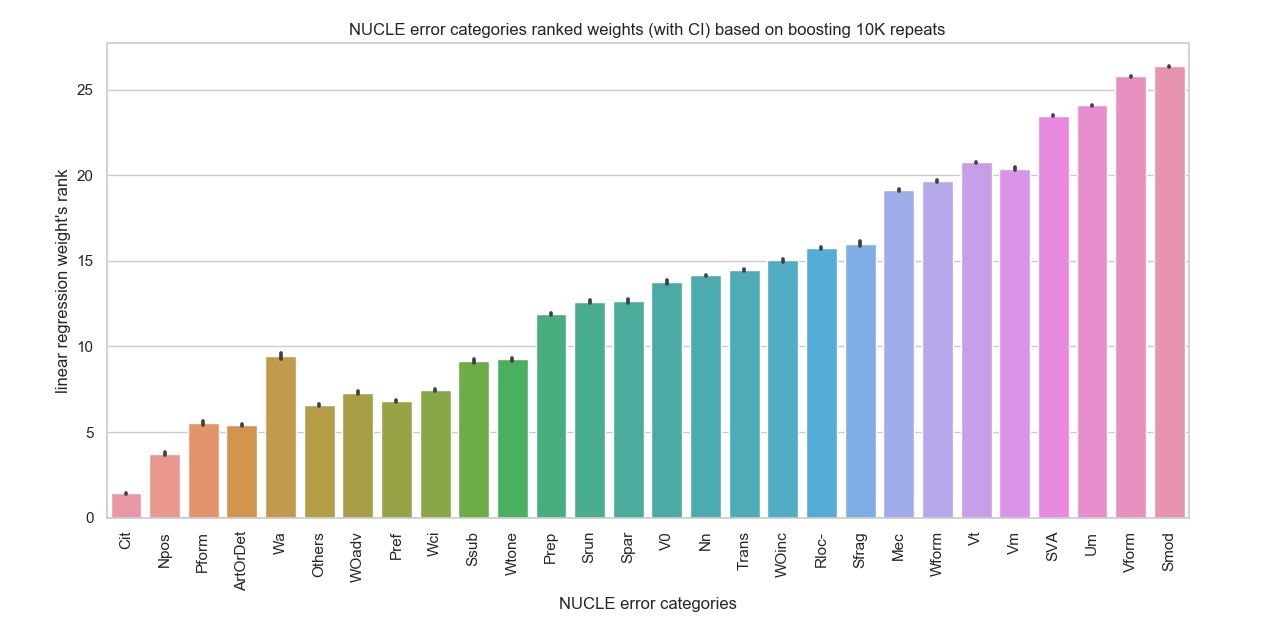 NUCLE error categories ranked weights (with CI) based on boosting 10K repeats
linear regression weight's rank
25
20
15
10
5
0
Cit
Npos
Pform
ArtOrDet
Wa
Others
WOadv
Pref
Wci
Ssub
Wtone
Prep
Srun
Spar
V0
Nn
Trans
WOinc
Rloc-
Sfrag
Mec
Wform
Vt
Vm
SVA
Um
Vform
Smod
NUCLE error categories